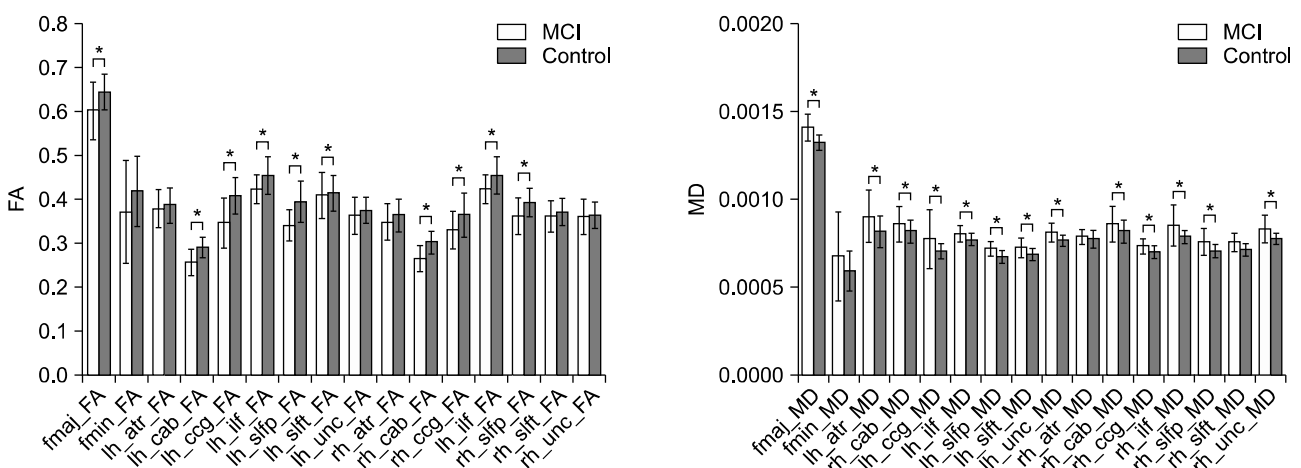 0.8
0.7
0.6
0.5
0.4
0.3
0.2
0.1
0.0
FA
MCI
Control
fmaj_FA
fmin_FA
lh_atr_FA
lh_cab_FA
lh_ccg_FA
lh_ilf_FA
lh_slfp_FA
lh_slft_FA
lh_unc_FA
rh_atr_FA
rh_cab_FA
rh_ccg_FA
lh_ilf_FA
rh_slfp_FA
rh_slft_FA
rh_unc_FA
0.0020
0.0015
0.0010
0.0005
0.0000
MD
MCI
Control
fmaj_MD
fmin_MD
rh_atr_MD
rh_cab_MD
lh_ccg_MD
lh_ilf_MD
lh_slfp_MD
lh_slft_MD
lh_unc_MD
rh_atr_MD
rh_cab_MD
rh_ccg_MD
rh_ilf_MD
rh_slfp_MD
rh_slft_MD
rh_unc_MD